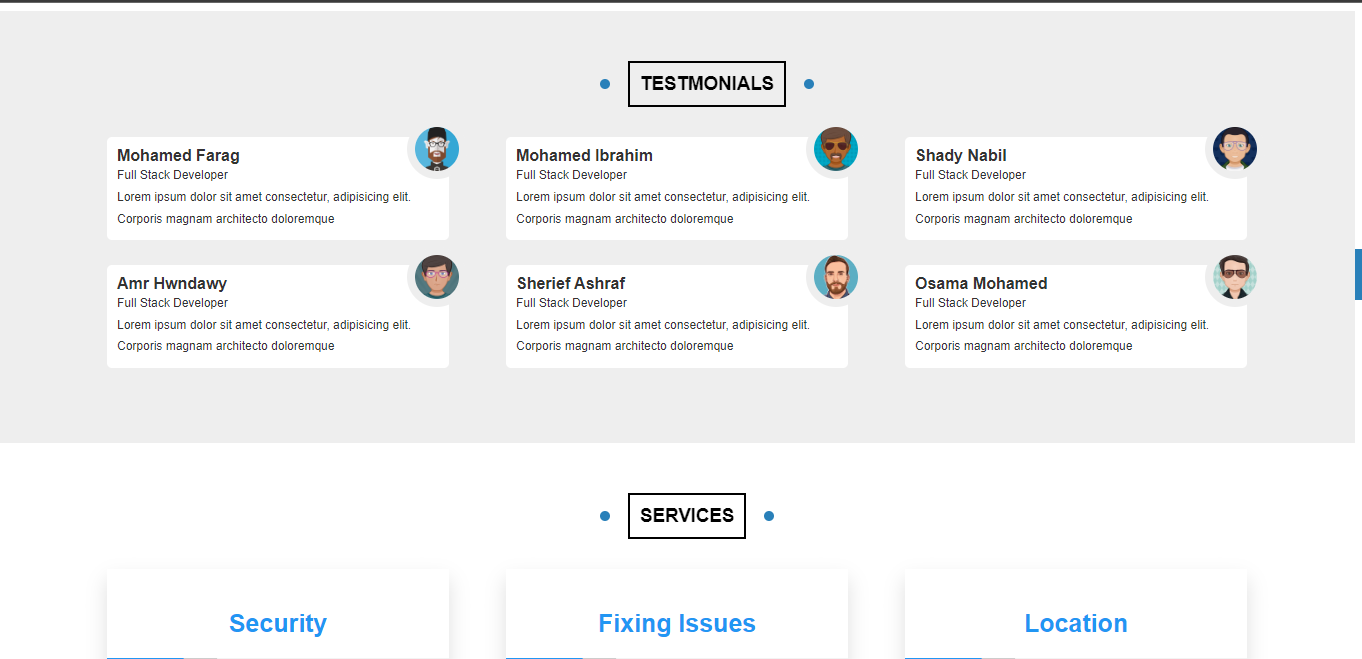 TESTMONIALS
Mohamed Farag
Full Stack Developer
Lorem ipsum dolor sit amet consectetur, adipisicing elit.
Corporis magnam architecto doloremque
Mohamed Ibrahim
Full Stack Developer
Lorem ipsum dolor sit amet consectetur, adipisicing elit.
Corporis magnam architecto doloremque
Shady Nabil
Full Stack Developer
Lorem ipsum dolor sit amet consectetur, adipisicing elit.
Corporis magnam architecto doloremque
Amr Hwndawy
Full Stack Developer
Lorem ipsum dolor sit amet consectetur, adipisicing elit.
Corporis magnam architecto doloremque
Sherief Ashraf
Full Stack Developer
Lorem ipsum dolor sit amet consectetur, adipisicing elit.
Corporis magnam architecto doloremque
Osama Mohamed
Full Stack Developer
Lorem ipsum dolor sit amet consectetur, adipisicing elit.
Corporis magnam architecto doloremque
SERVICES
Security
Fixing Issues
Location